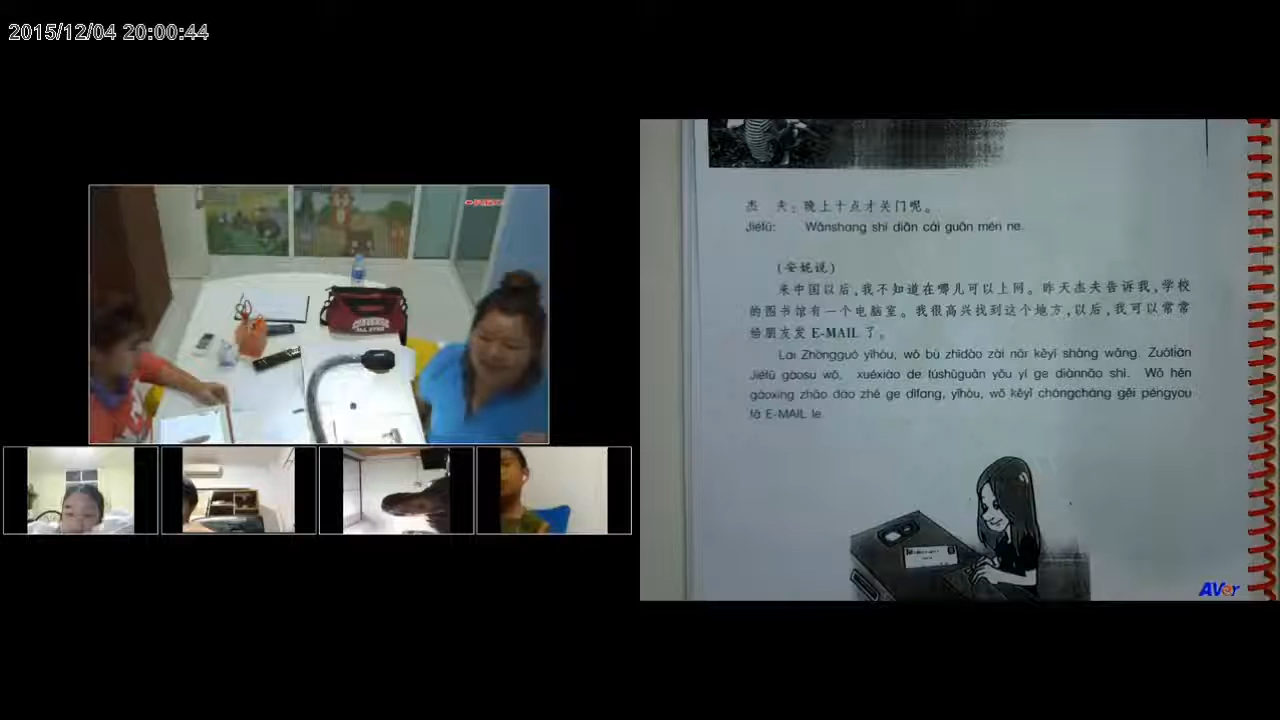 2015/12/04 20:00:44
CONVERSE
ALL STAR
杰 夫：晚上十点才关门呢。
Jiéfū: Wǎnshang shí diǎn cái guān mén ne.
(安妮说)
来中国以后，我不知道在哪儿可以上网。昨天杰夫告诉我，学校
的图书馆有一个电脑室。我很高兴找到这个地方，以后，我可以常常
给朋友发 E-MAIL 了。
Lái Zhōngguó yǐhòu, wǒ bù zhīdào zài nǎr kěyǐ shàng wǎng. Zuótiān
Jiéfū gàosu wǒ, xuéxiào de túshūguǎn yǒu yí ge diànnǎo shì. Wǒ hěn
gāoxìng zhǎo dào zhè ge dìfang, yǐhòu, wǒ kěyǐ chángcháng gěi péngyou
fā E-MAIL le.
AVer